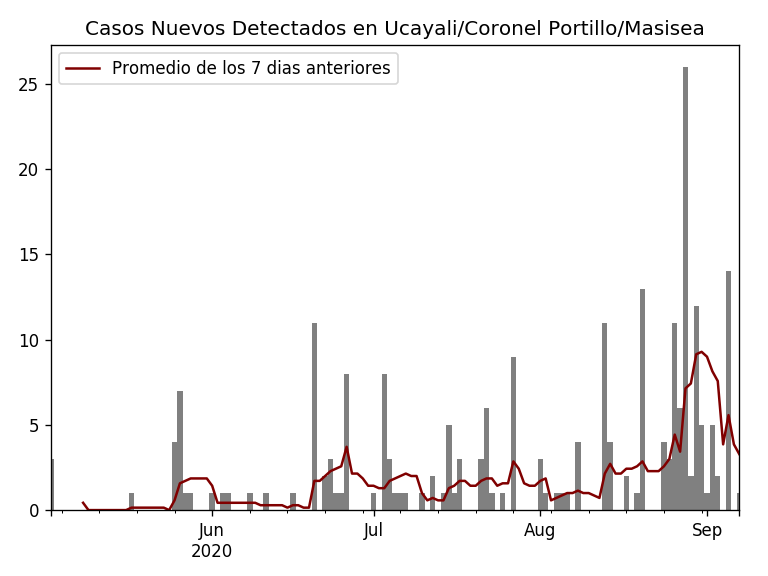 Casos Nuevos Detectados en Ucayali/Coronel Portillo/Masisea
Promedio de los 7 dias anteriores
25
20
15
10
5
0
Jun Jul Aug Sep
2020